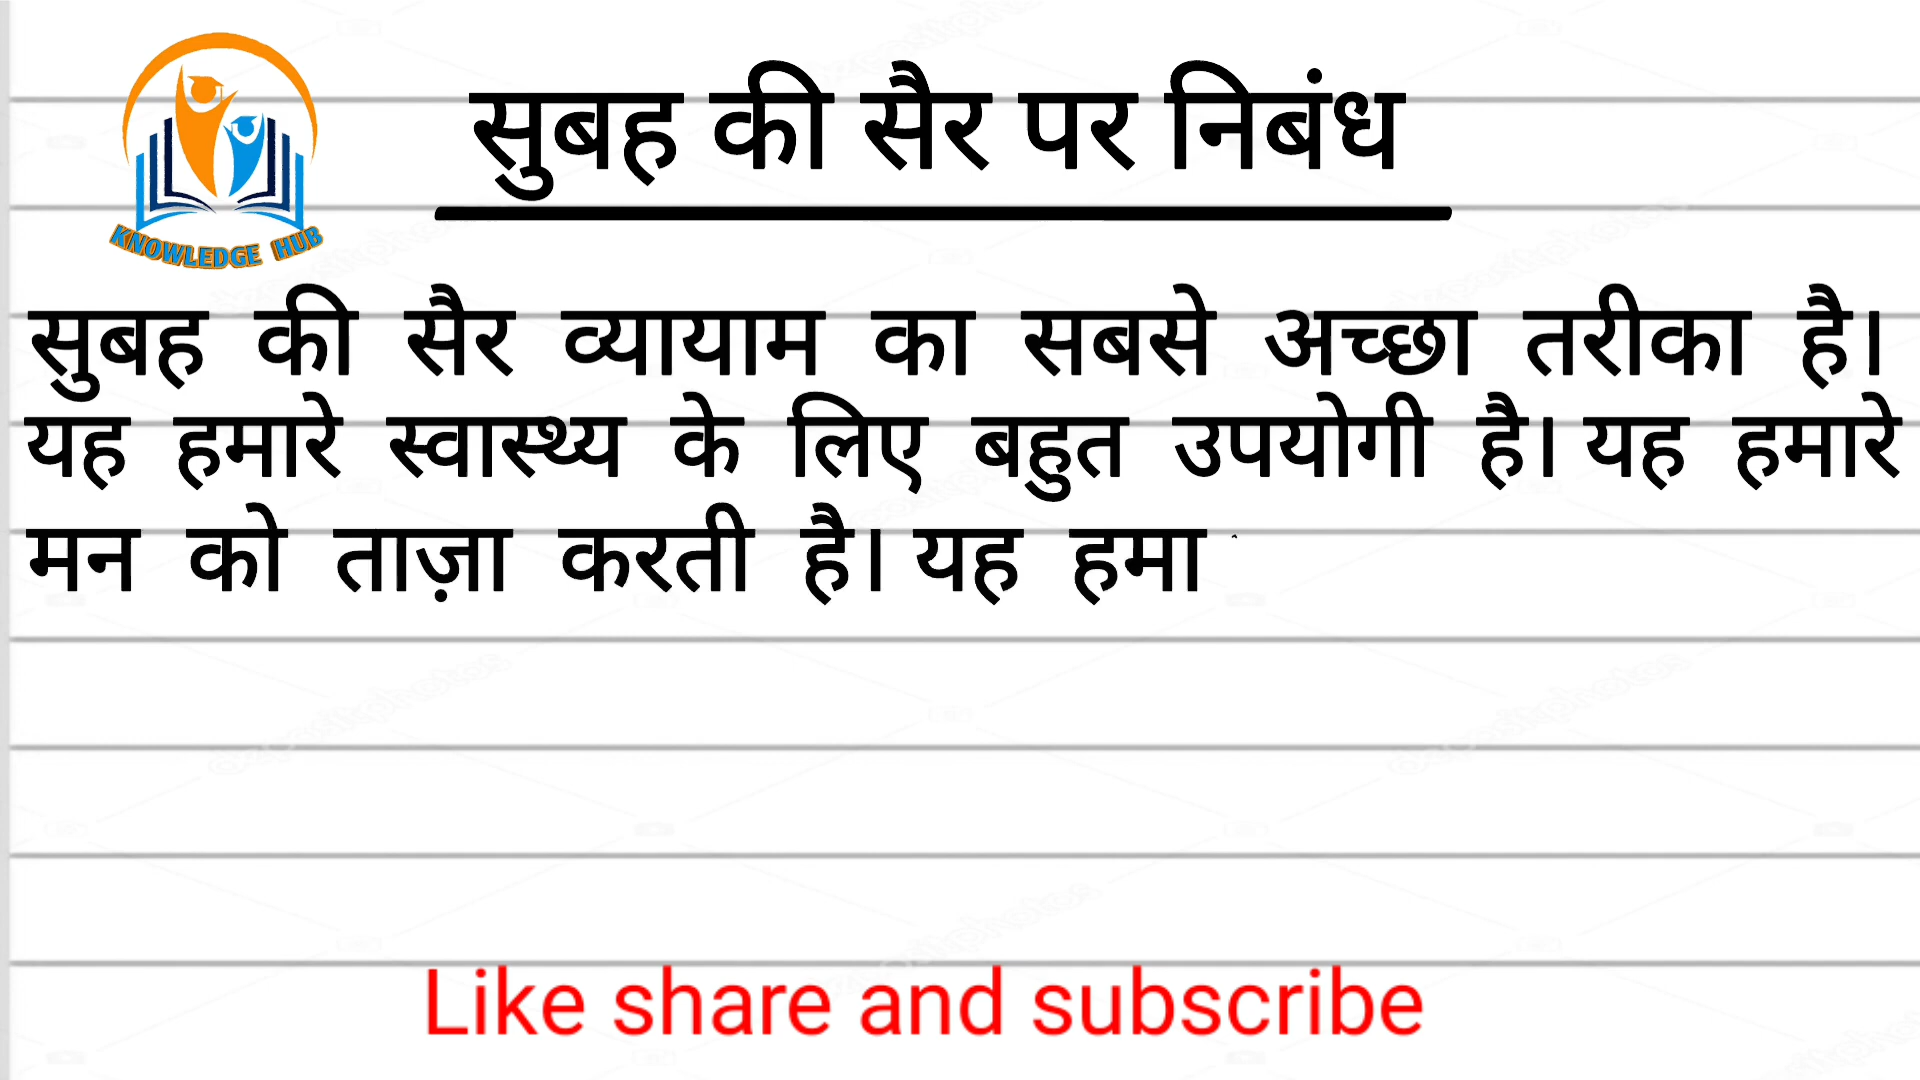 सुबह की सैर पर निबंध
KNOWLEDGE HUB
सुबह की सैर व्यायाम का सबसे अच्छा तरीका है।
यह हमारे स्वास्थ्य के लिए बहुत उपयोगी है। यह हमारे
मन को ताज़ा करती है। यह हमा
Like share and subscribe